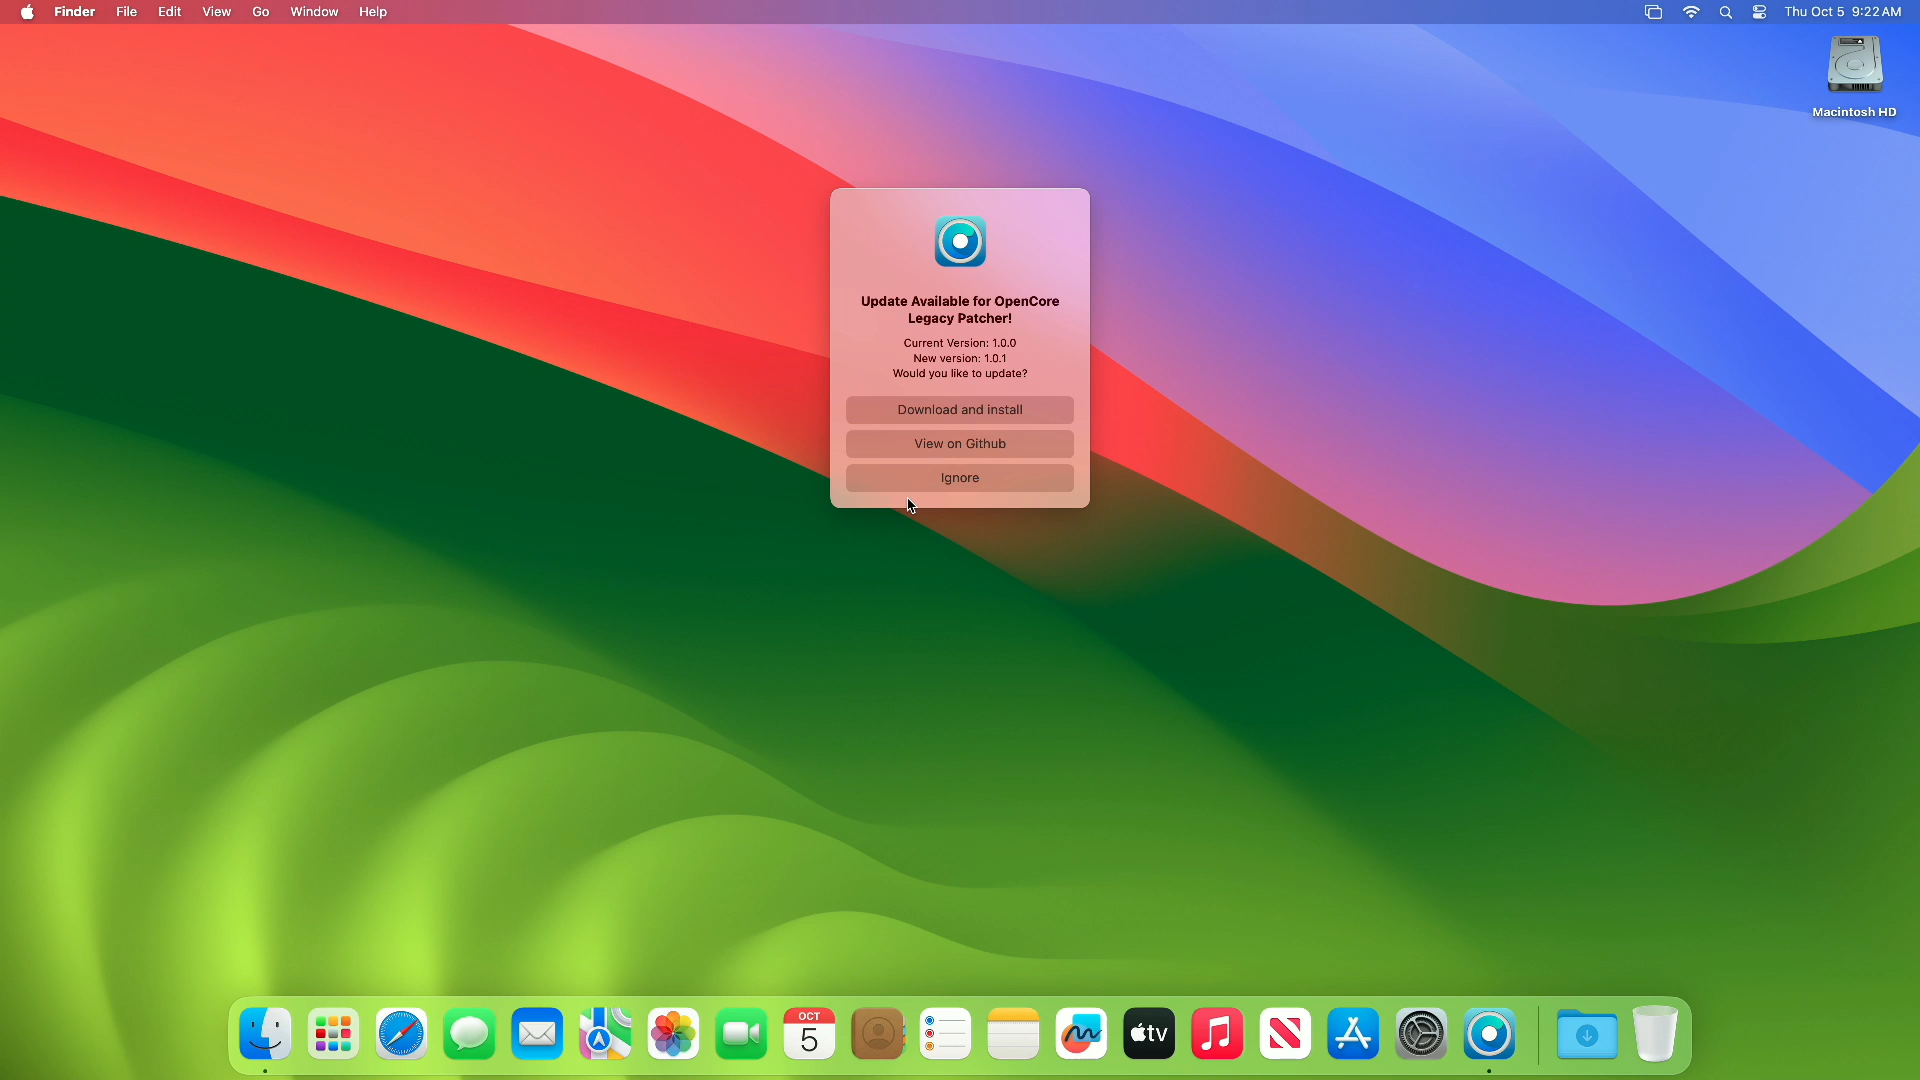 Finder File Edit View Go Window Help
Thu Oct 5 9:22 AM
Macintosh HD
Update Available for OpenCore
Legacy Patcher!
Current Version: 1.0.0
New version: 1.0.1
Would you like to update?
Download and install
View on Github
Ignore
OCT
5
tv